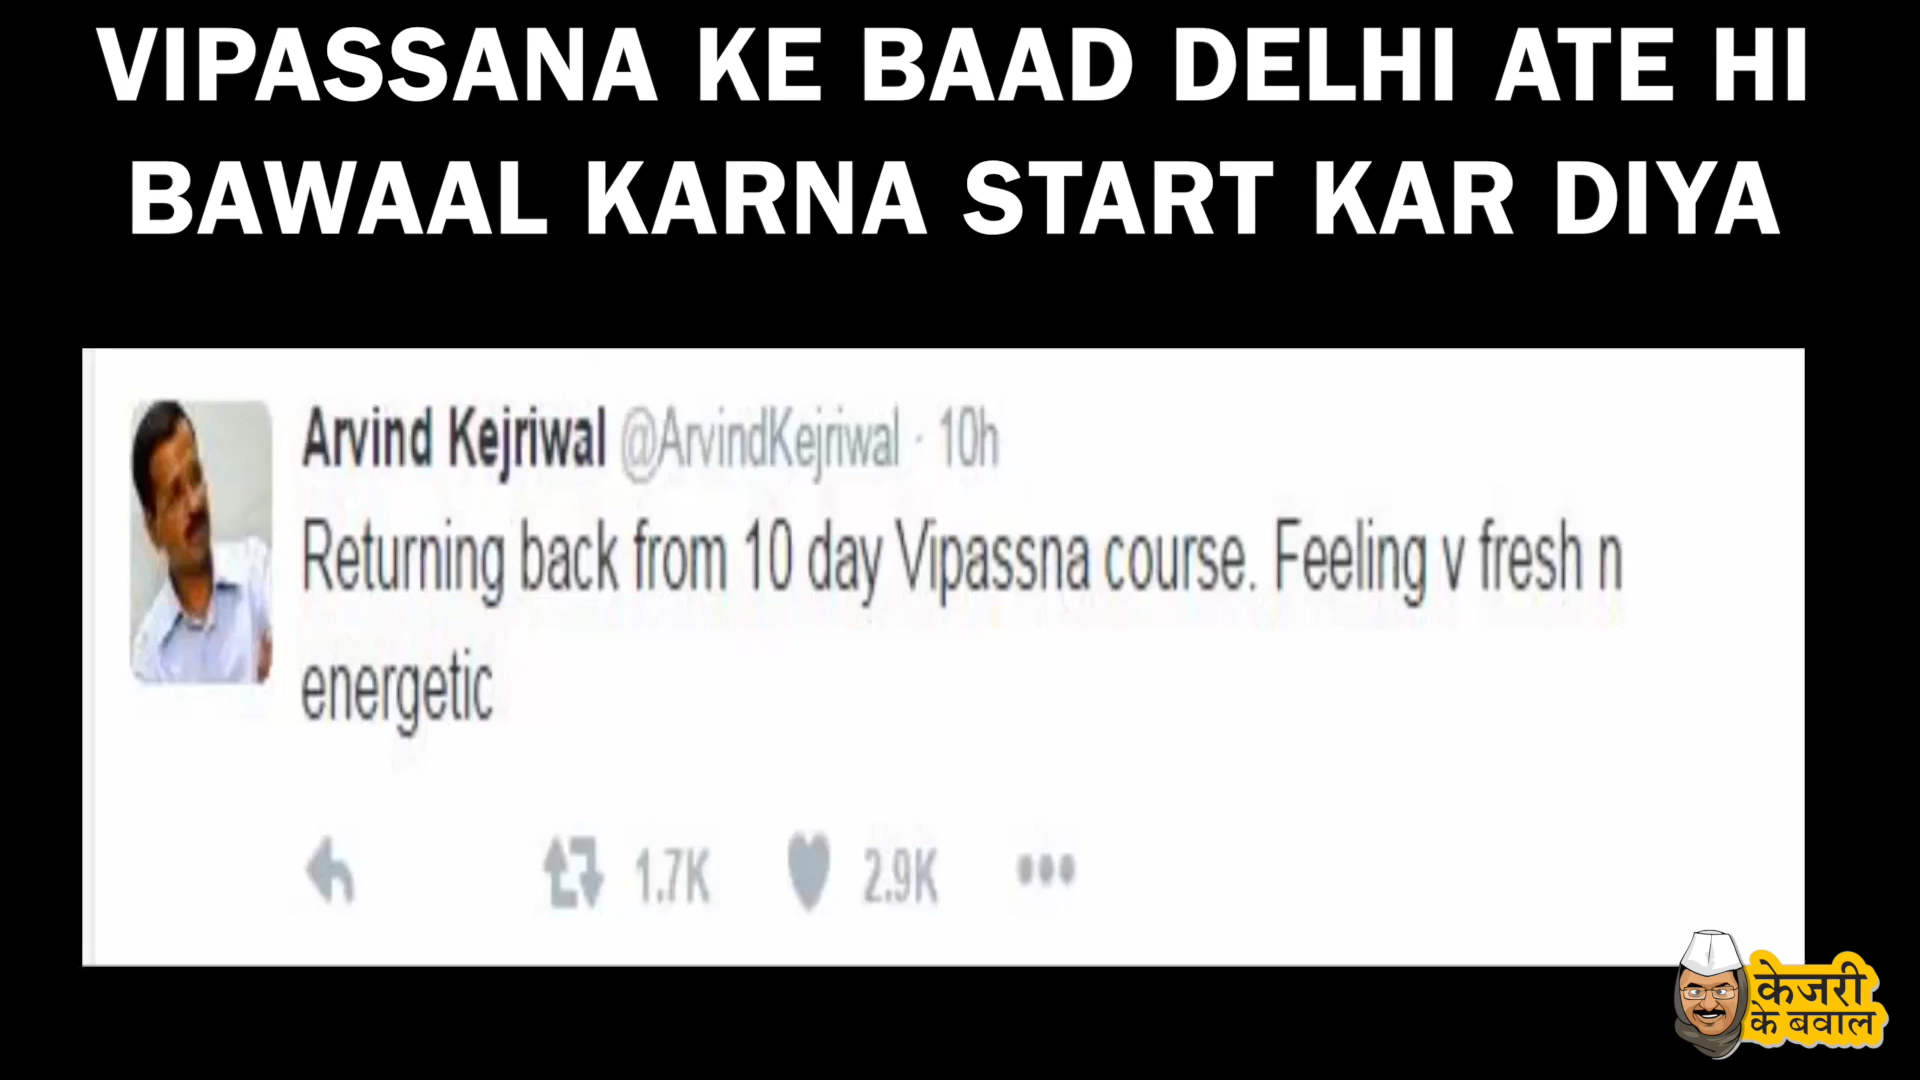 VIPASSANA KE BAAD DELHI ATE HI
BAWAAL KARNA START KAR DIYA
Arvind Kejriwal @ArvindKejriwal · 10h
Returning back from 10 day Vipassna course. Feeling v fresh n
energetic
1.7K 2.9K
केजरी
के बवाल